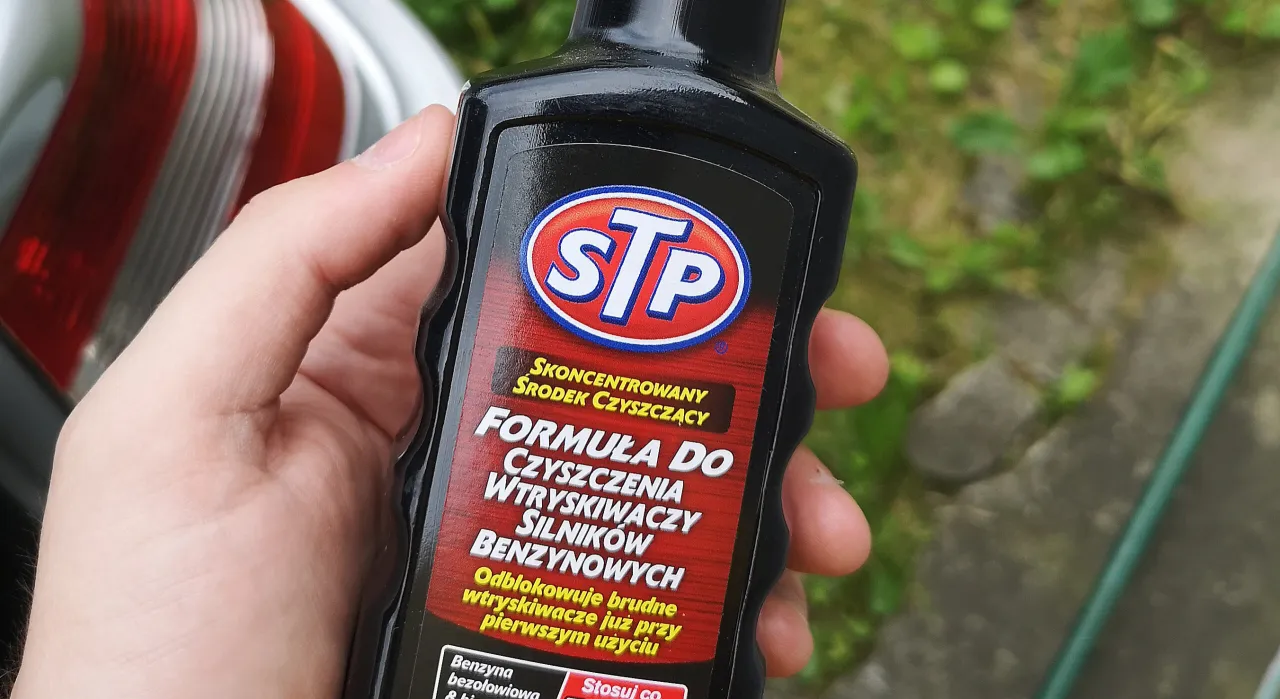 STP
®
SKONCENTROWANY
ŚRODEK CZYSZCZĄCY
FORMUŁA DO
CZYSZCZENIA
WTRYSKIWACZY
SILNIKÓW
BENZYNOWYCH
Odblokowuje brudne
wtryskiwacze już przy
pierwszym użyciu
Benzyna
bezołowiowa
Stosuj co